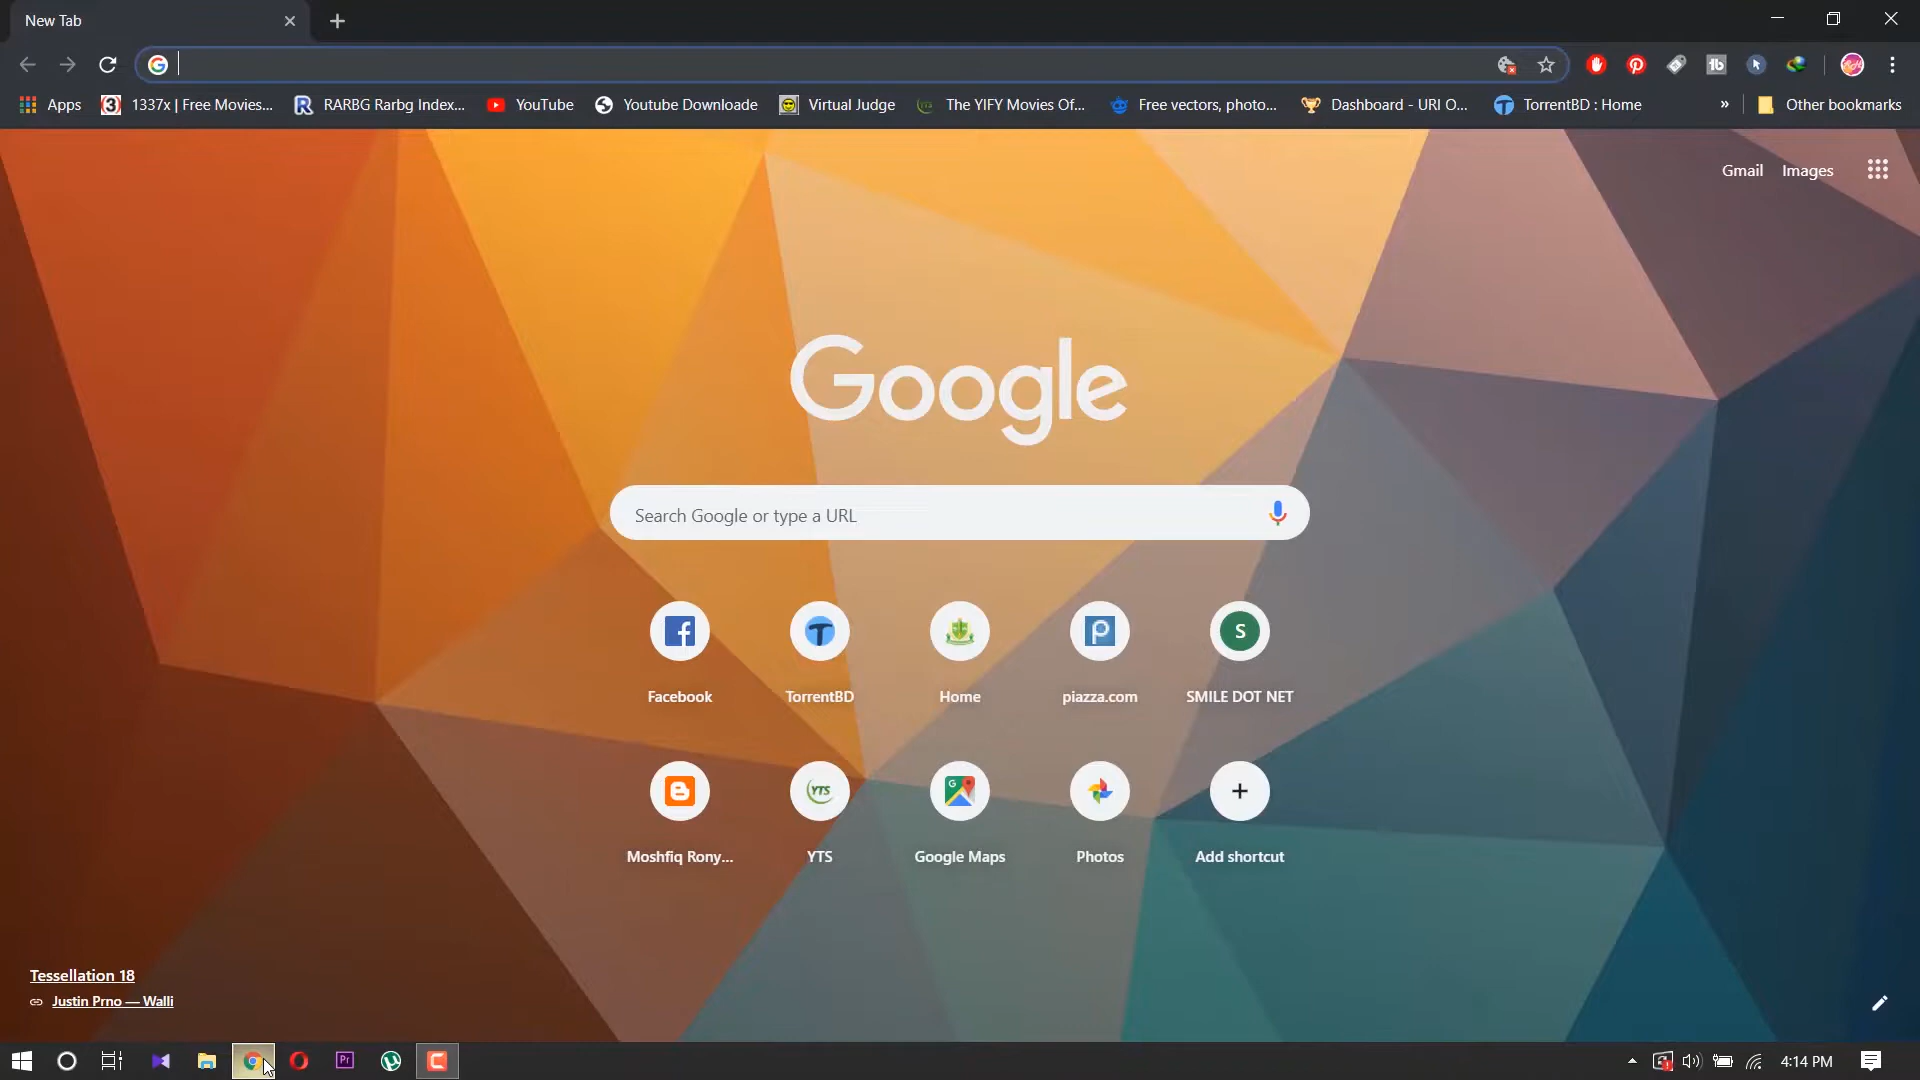 New Tab
Apps 1337x | Free Movies... RARBG Rarbg Index... YouTube Youtube Downloade Virtual Judge The YIFY Movies Of... Free vectors, photo... Dashboard - URI O... TorrentBD : Home » Other bookmarks
Gmail Images
Google
Search Google or type a URL
Facebook TorrentBD Home piazza.com SMILE DOT NET
Moshfiq Rony... YTS Google Maps Photos Add shortcut
Tessellation 18
Justin Prno — Walli
4:14 PM